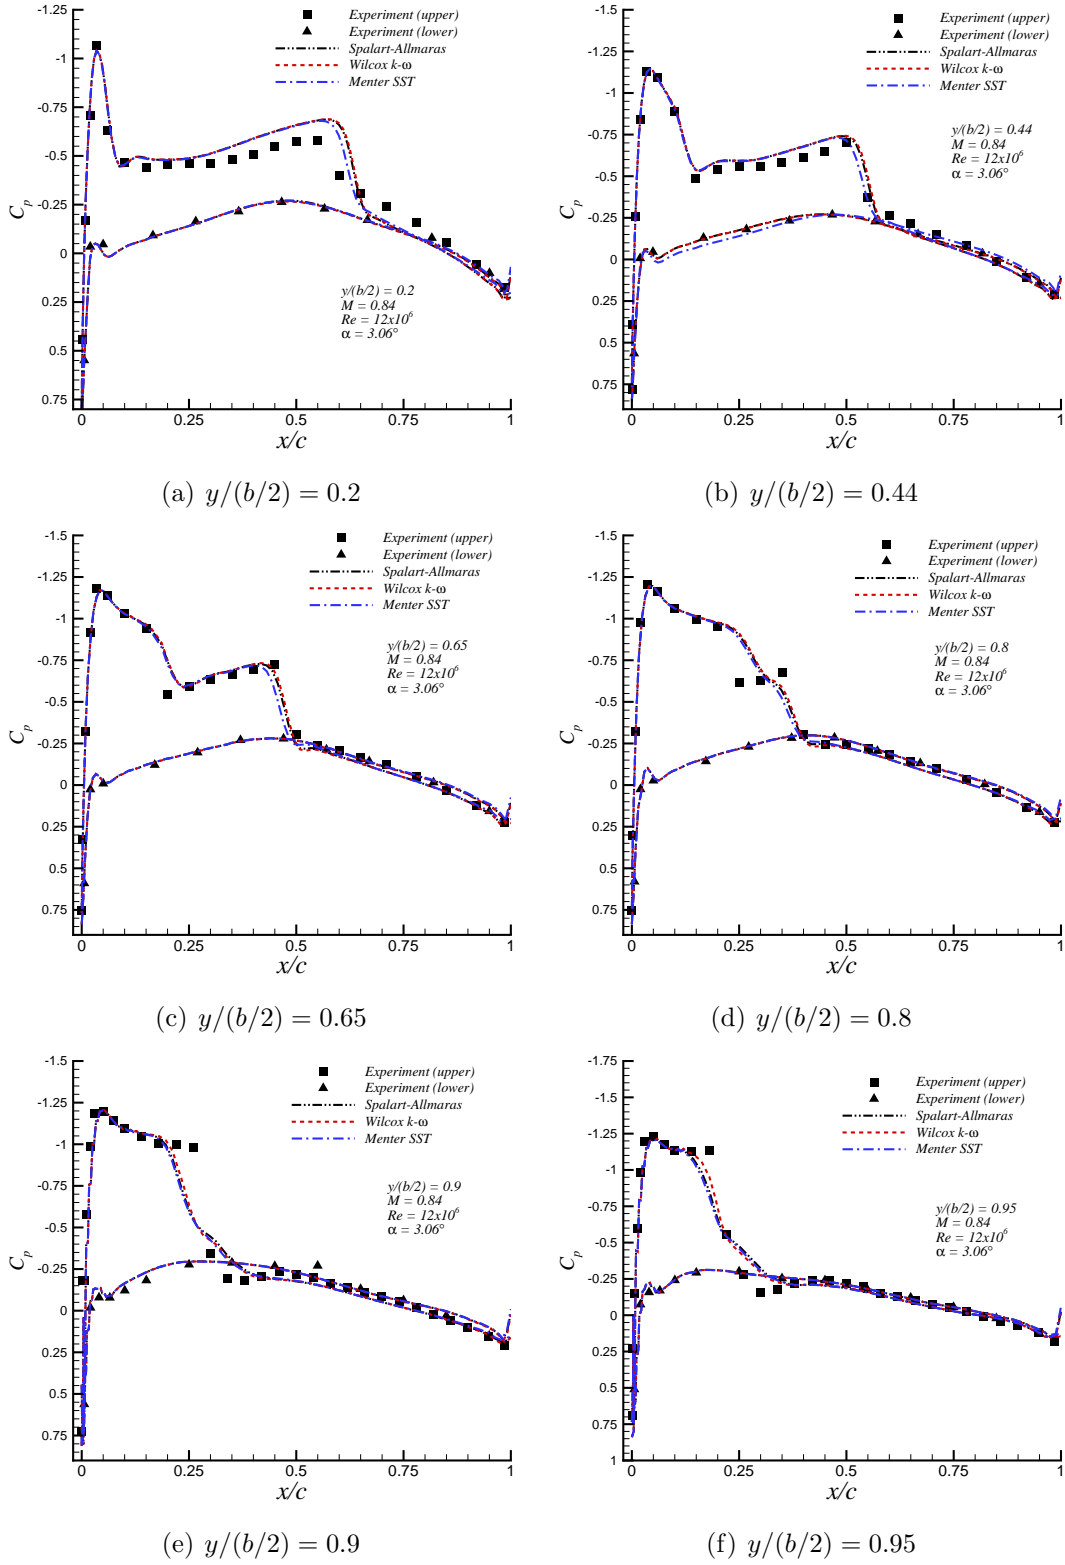 -1.25
-1
-0.75
-0.5
-0.25
0
0.25
0.5
0.75
C_p
0 0.25 0.5 0.75 1
x/c
Experiment (upper)
Experiment (lower)
Spalart-Allmaras
Wilcox k-ω
Menter SST
y/(b/2) = 0.2
M = 0.84
Re = 12x10⁶
α = 3.06°
(a) y/(b/2) = 0.2
-1.5
-1.25
-1
-0.75
-0.5
-0.25
0
0.25
0.5
0.75
C_p
0 0.25 0.5 0.75 1
x/c
Experiment (upper)
Experiment (lower)
Spalart-Allmaras
Wilcox k-ω
Menter SST
y/(b/2) = 0.44
M = 0.84
Re = 12x10⁶
α = 3.06°
(b) y/(b/2) = 0.44
-1.5
-1.25
-1
-0.75
-0.5
-0.25
0
0.25
0.5
0.75
C_p
0 0.25 0.5 0.75 1
x/c
Experiment (upper)
Experiment (lower)
Spalart-Allmaras
Wilcox k-ω
Menter SST
y/(b/2) = 0.65
M = 0.84
Re = 12x10⁶
α = 3.06°
(c) y/(b/2) = 0.65
-1.5
-1.25
-1
-0.75
-0.5
-0.25
0
0.25
0.5
0.75
C_p
0 0.25 0.5 0.75 1
x/c
Experiment (upper)
Experiment (lower)
Spalart-Allmaras
Wilcox k-ω
Menter SST
y/(b/2) = 0.8
M = 0.84
Re = 12x10⁶
α = 3.06°
(d) y/(b/2) = 0.8
-1.5
-1.25
-1
-0.75
-0.5
-0.25
0
0.25
0.5
0.75
C_p
0 0.25 0.5 0.75 1
x/c
Experiment (upper)
Experiment (lower)
Spalart-Allmaras
Wilcox k-ω
Menter SST
y/(b/2) = 0.9
M = 0.84
Re = 12x10⁶
α = 3.06°
(e) y/(b/2) = 0.9
-1.75
-1.5
-1.25
-1
-0.75
-0.5
-0.25
0
0.25
0.5
0.75
1
C_p
0 0.25 0.5 0.75 1
x/c
Experiment (upper)
Experiment (lower)
Spalart-Allmaras
Wilcox k-ω
Menter SST
y/(b/2) = 0.95
M = 0.84
Re = 12x10⁶
α = 3.06°
(f) y/(b/2) = 0.95